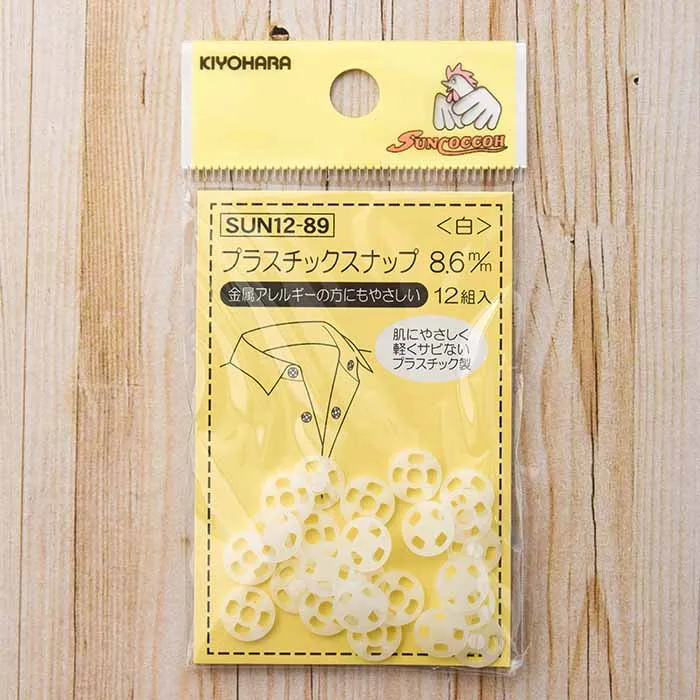 KIYOHARA
SUNCOCCOH
SUN12-89
<白>
プラスチックスナップ 8.6m/m
金属アレルギーの方にもやさしい 12組入
肌にやさしく
軽くサビない
プラスチック製